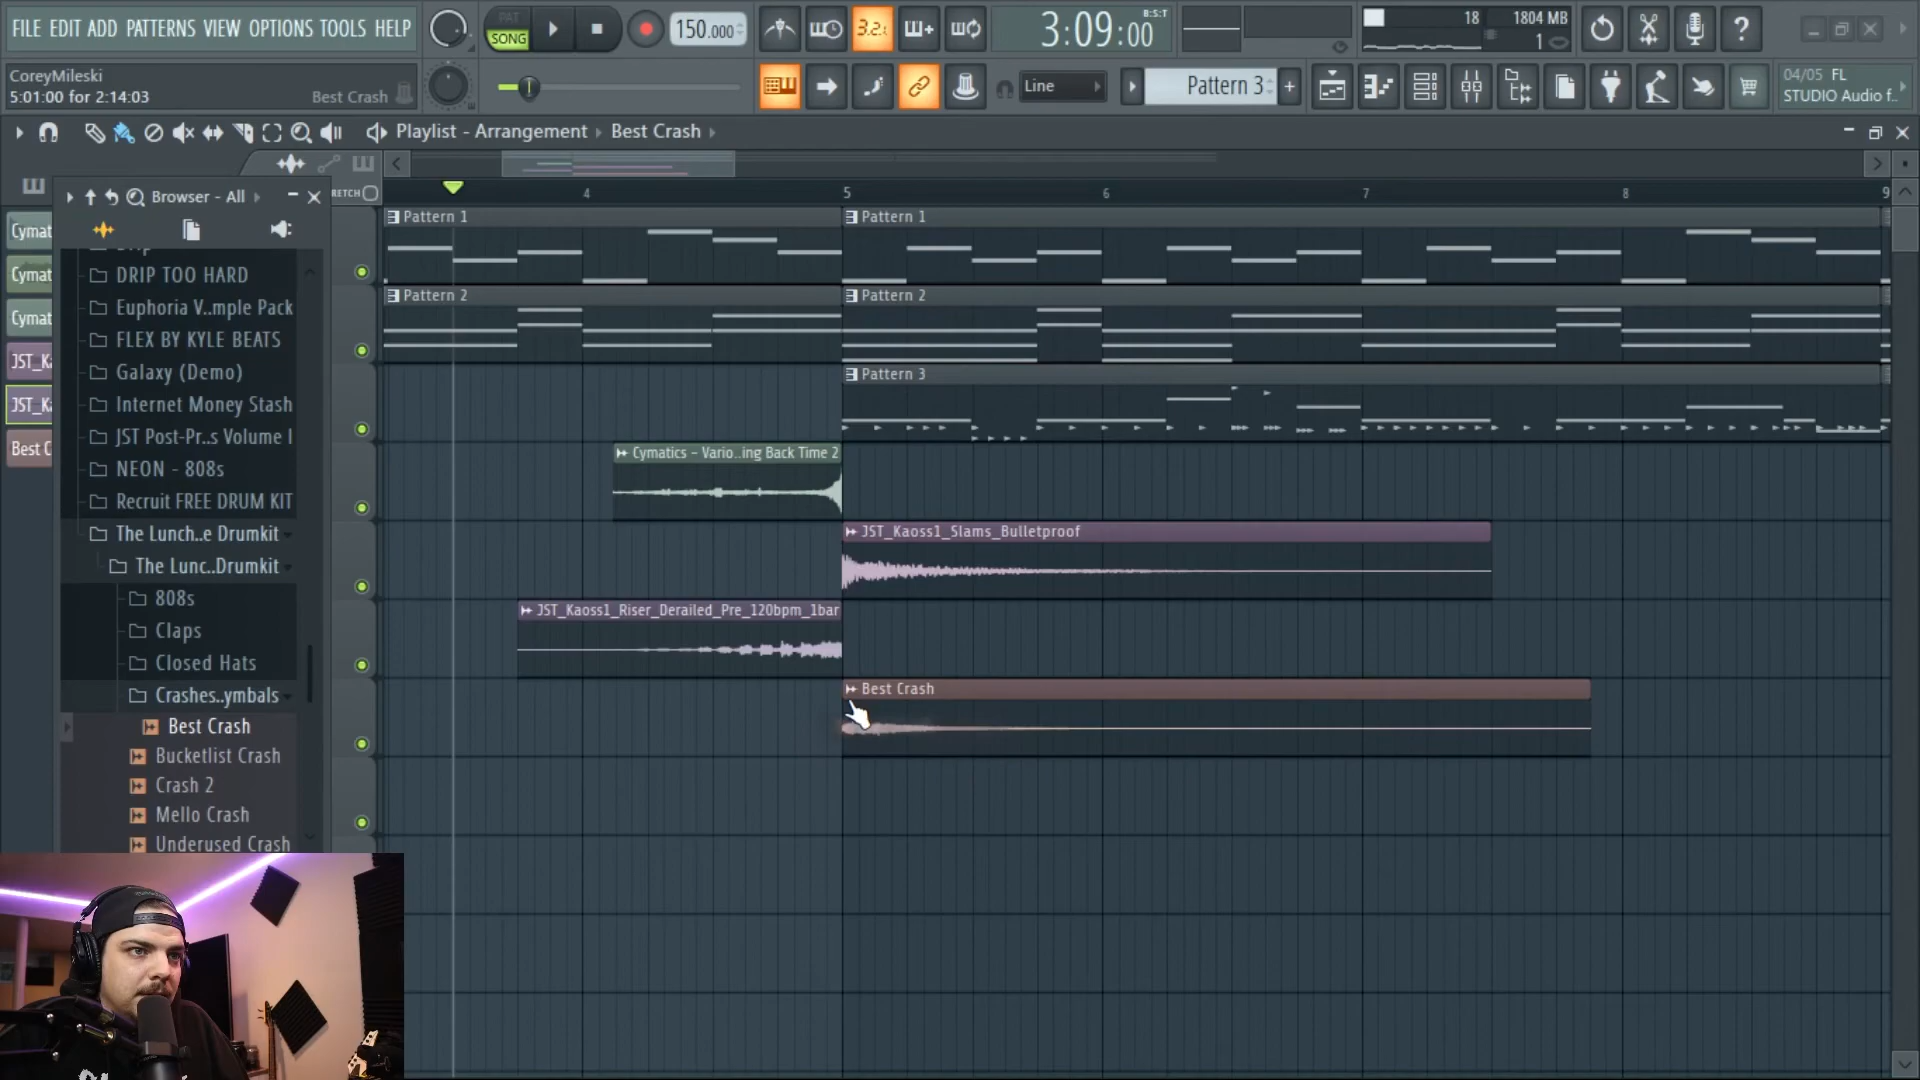 FILE EDIT ADD PATTERNS VIEW OPTIONS TOOLS HELP
PAT
SONG
150.000
3:09:00
B:S:T
18
1804 MB
1
CoreyMileski
5:01:00 for 2:14:03
Best Crash
Line
Pattern 3
04/05 FL
STUDIO Audio f..
Playlist - Arrangement
Best Crash
Browser - All
RETCH
4
5
6
7
8
9
Cymat
Cymat
Cymat
JST_Ka
JST_Ka
Best C
DRIP TOO HARD
Euphoria V..mple Pack
FLEX BY KYLE BEATS
Galaxy (Demo)
Internet Money Stash
JST Post-Pr..s Volume I
NEON - 808s
Recruit FREE DRUM KIT
The Lunch..e Drumkit
The Lunc..Drumkit
808s
Claps
Closed Hats
Crashes..ymbals
Best Crash
Bucketlist Crash
Crash 2
Mello Crash
Underused Crash
Pattern 1
Pattern 1
Pattern 2
Pattern 2
Pattern 3
Cymatics - Vario..ing Back Time 2
JST_Kaoss1_Slams_Bulletproof
JST_Kaoss1_Riser_Derailed_Pre_120bpm_1bar
Best Crash